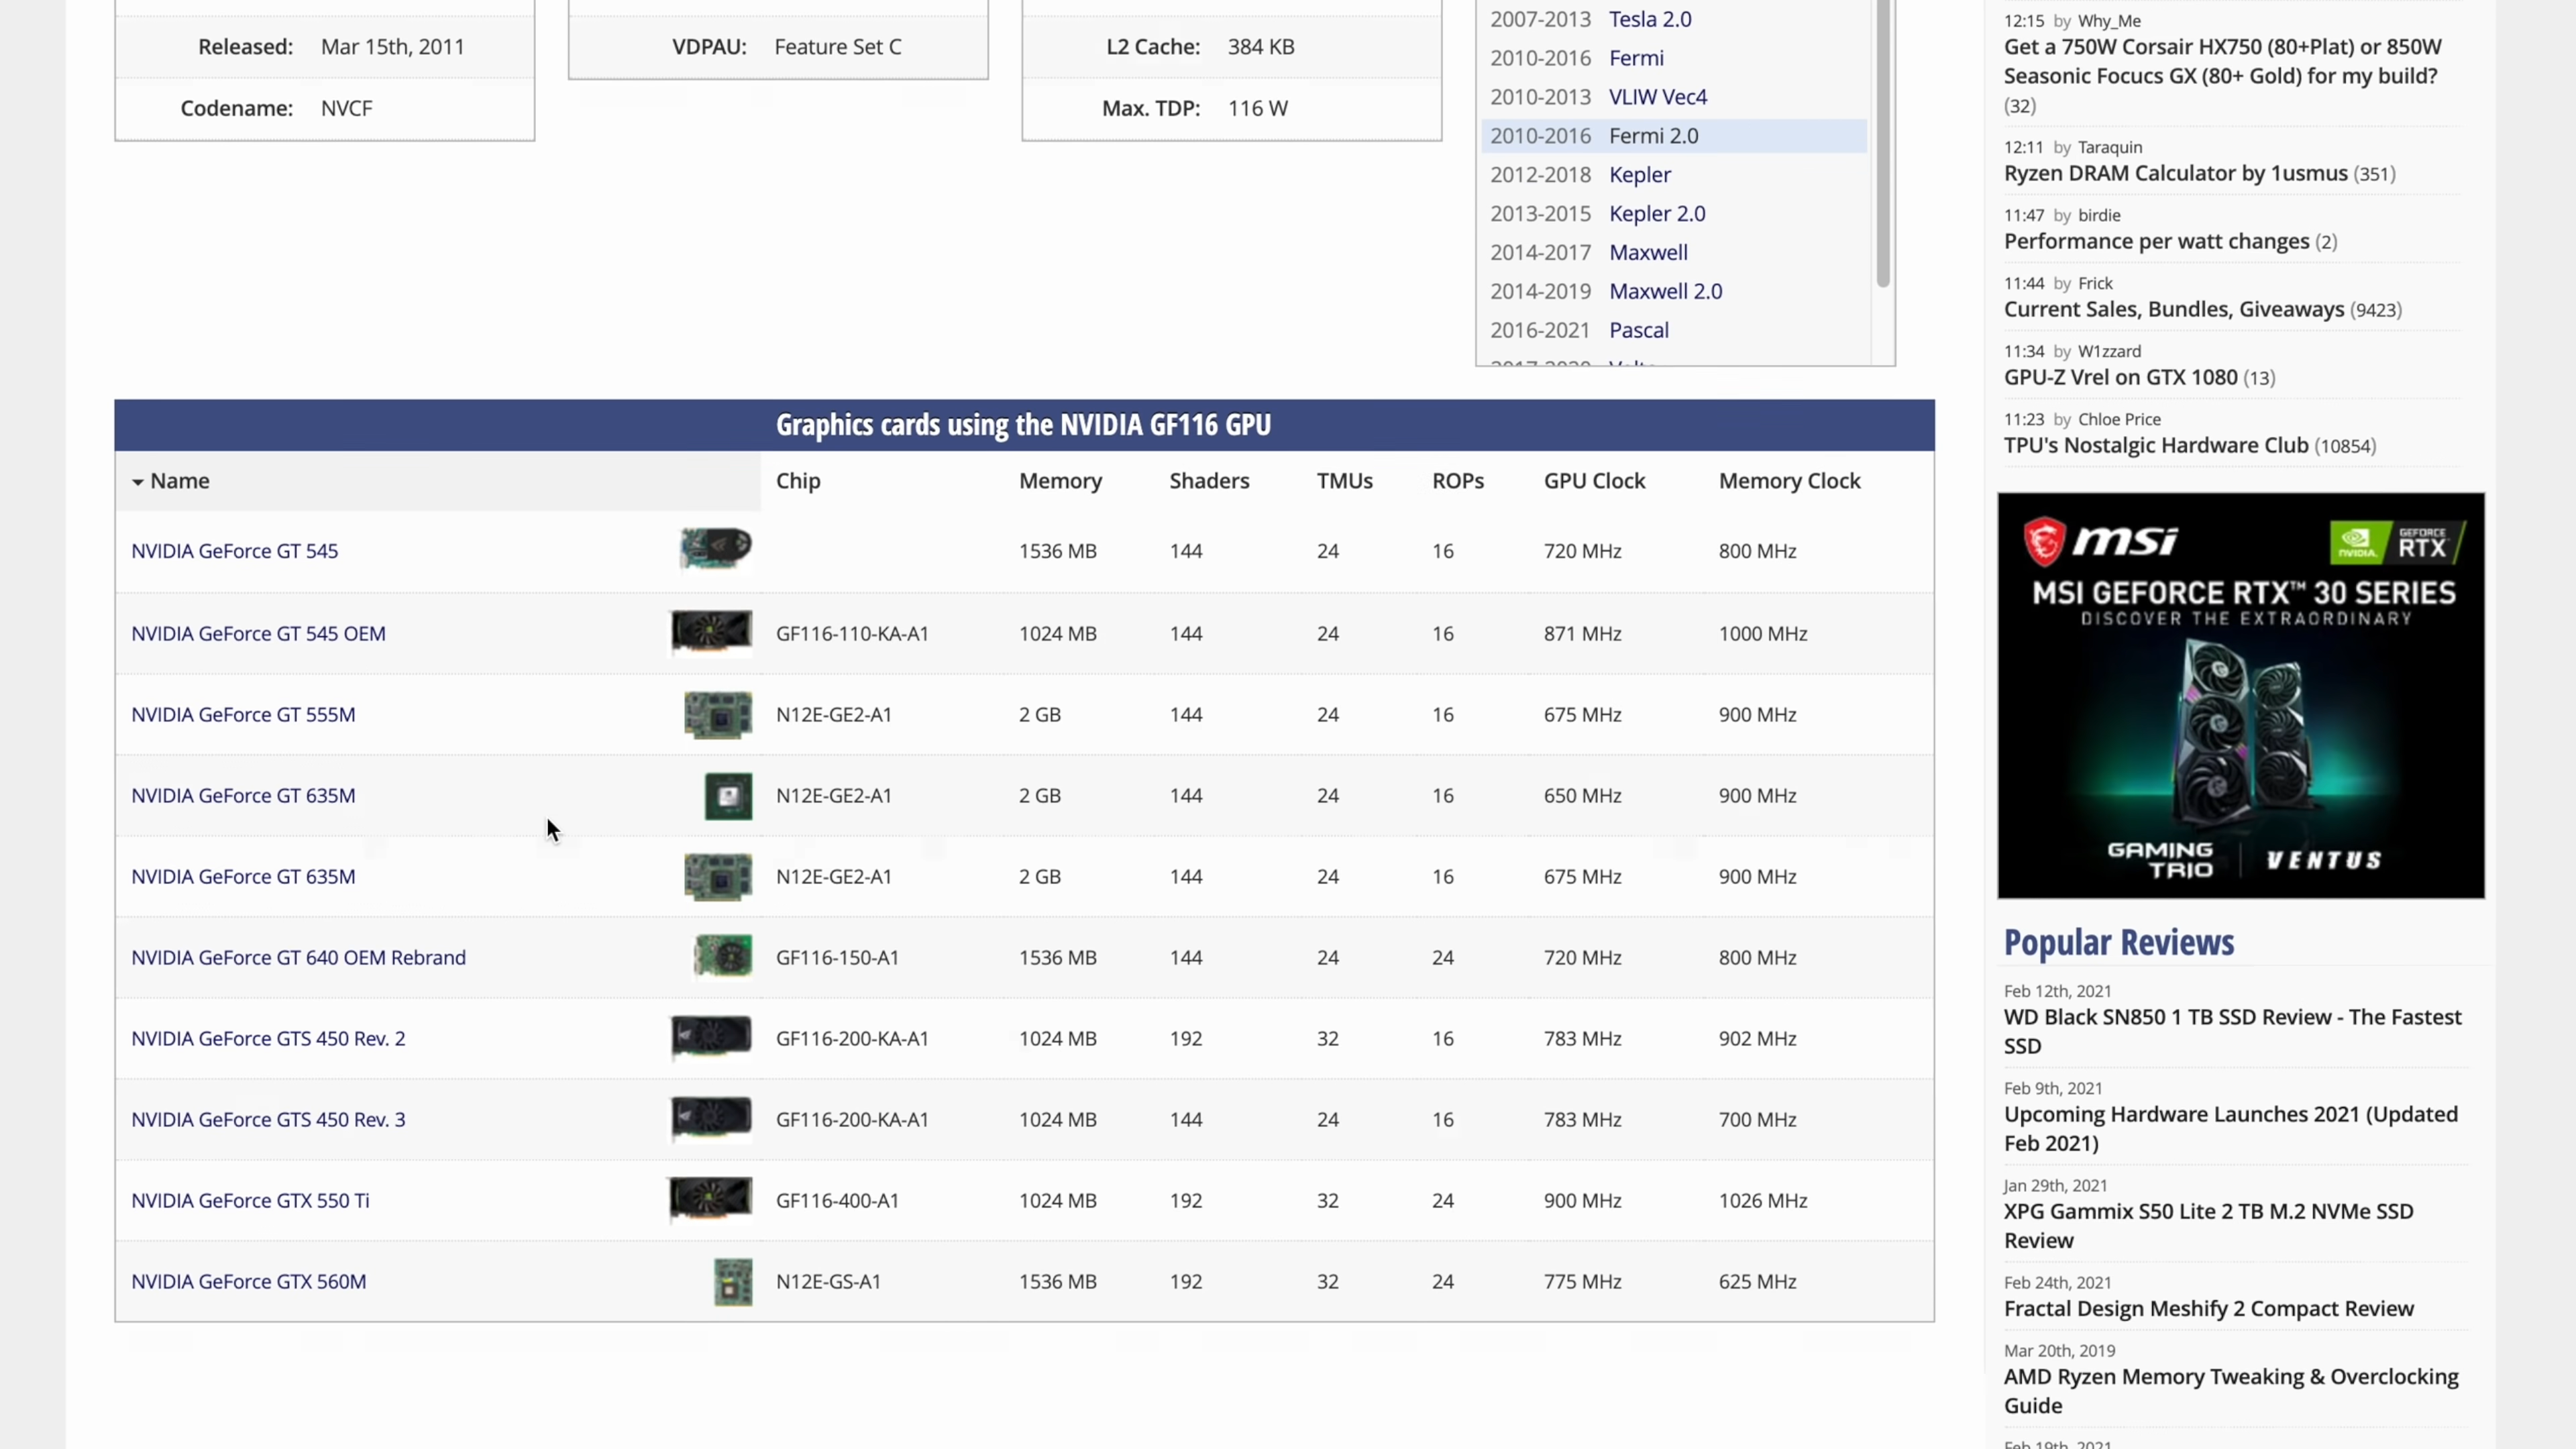 Released: Mar 15th, 2011
Codename: NVCF
VDPAU: Feature Set C
L2 Cache: 384 KB
Max. TDP: 116 W
2007-2013 Tesla 2.0
2010-2016 Fermi
2010-2013 VLIW Vec4
2010-2016 Fermi 2.0
2012-2018 Kepler
2013-2015 Kepler 2.0
2014-2017 Maxwell
2014-2019 Maxwell 2.0
2016-2021 Pascal
Graphics cards using the NVIDIA GF116 GPU
Name Chip Memory Shaders TMUs ROPs GPU Clock Memory Clock
NVIDIA GeForce GT 545 1536 MB 144 24 16 720 MHz 800 MHz
NVIDIA GeForce GT 545 OEM GF116-110-KA-A1 1024 MB 144 24 16 871 MHz 1000 MHz
NVIDIA GeForce GT 555M N12E-GE2-A1 2 GB 144 24 16 675 MHz 900 MHz
NVIDIA GeForce GT 635M N12E-GE2-A1 2 GB 144 24 16 650 MHz 900 MHz
NVIDIA GeForce GT 635M N12E-GE2-A1 2 GB 144 24 16 675 MHz 900 MHz
NVIDIA GeForce GT 640 OEM Rebrand GF116-150-A1 1536 MB 144 24 24 720 MHz 800 MHz
NVIDIA GeForce GTS 450 Rev. 2 GF116-200-KA-A1 1024 MB 192 32 16 783 MHz 902 MHz
NVIDIA GeForce GTS 450 Rev. 3 GF116-200-KA-A1 1024 MB 144 24 16 783 MHz 700 MHz
NVIDIA GeForce GTX 550 Ti GF116-400-A1 1024 MB 192 32 24 900 MHz 1026 MHz
NVIDIA GeForce GTX 560M N12E-GS-A1 1536 MB 192 32 24 775 MHz 625 MHz
12:15 by Why_Me
Get a 750W Corsair HX750 (80+Plat) or 850W
Seasonic Focucs GX (80+ Gold) for my build?
(32)
12:11 by Taraquin
Ryzen DRAM Calculator by 1usmus (351)
11:47 by birdie
Performance per watt changes (2)
11:44 by Frick
Current Sales, Bundles, Giveaways (9423)
11:34 by W1zzard
GPU-Z Vrel on GTX 1080 (13)
11:23 by Chloe Price
TPU's Nostalgic Hardware Club (10854)
msi NVIDIA. GEFORCE RTX
MSI GEFORCE RTX™ 30 SERIES
DISCOVER THE EXTRAORDINARY
GAMING TRIO VENTUS
Popular Reviews
Feb 12th, 2021
WD Black SN850 1 TB SSD Review - The Fastest
SSD
Feb 9th, 2021
Upcoming Hardware Launches 2021 (Updated
Feb 2021)
Jan 29th, 2021
XPG Gammix S50 Lite 2 TB M.2 NVMe SSD
Review
Feb 24th, 2021
Fractal Design Meshify 2 Compact Review
Mar 20th, 2019
AMD Ryzen Memory Tweaking & Overclocking
Guide